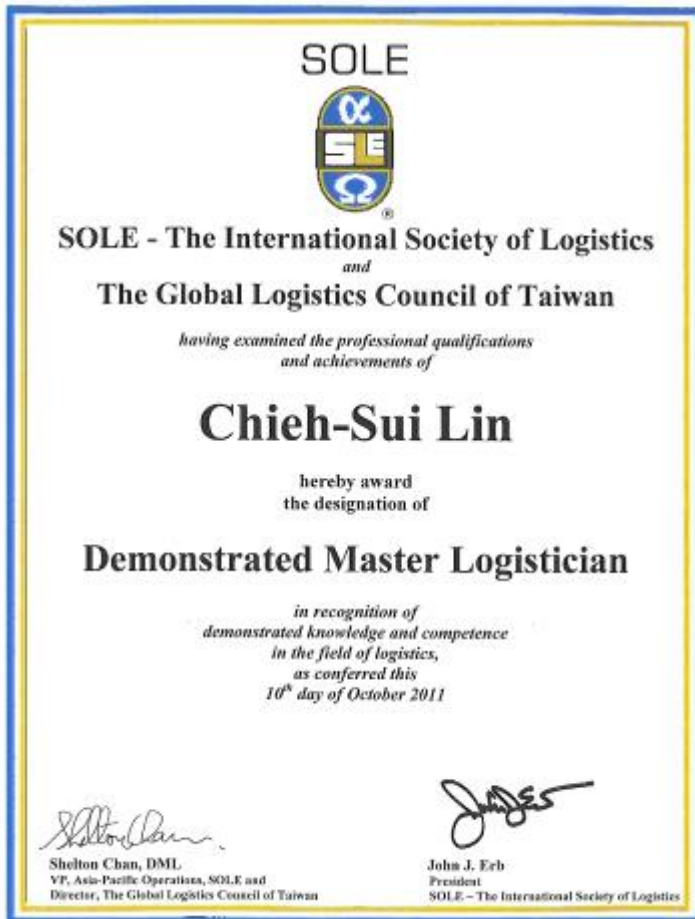 SOLE
α
SLE
Ω
®
SOLE - The International Society of Logistics
and
The Global Logistics Council of Taiwan
having examined the professional qualifications
and achievements of
Chieh-Sui Lin
hereby award
the designation of
Demonstrated Master Logistician
in recognition of
demonstrated knowledge and competence
in the field of logistics,
as conferred this
10th day of October 2011
Shelton Chan, DML
VP, Asia-Pacific Operations, SOLE and
Director, The Global Logistics Council of Taiwan
John J. Erb
President
SOLE – The International Society of Logistics